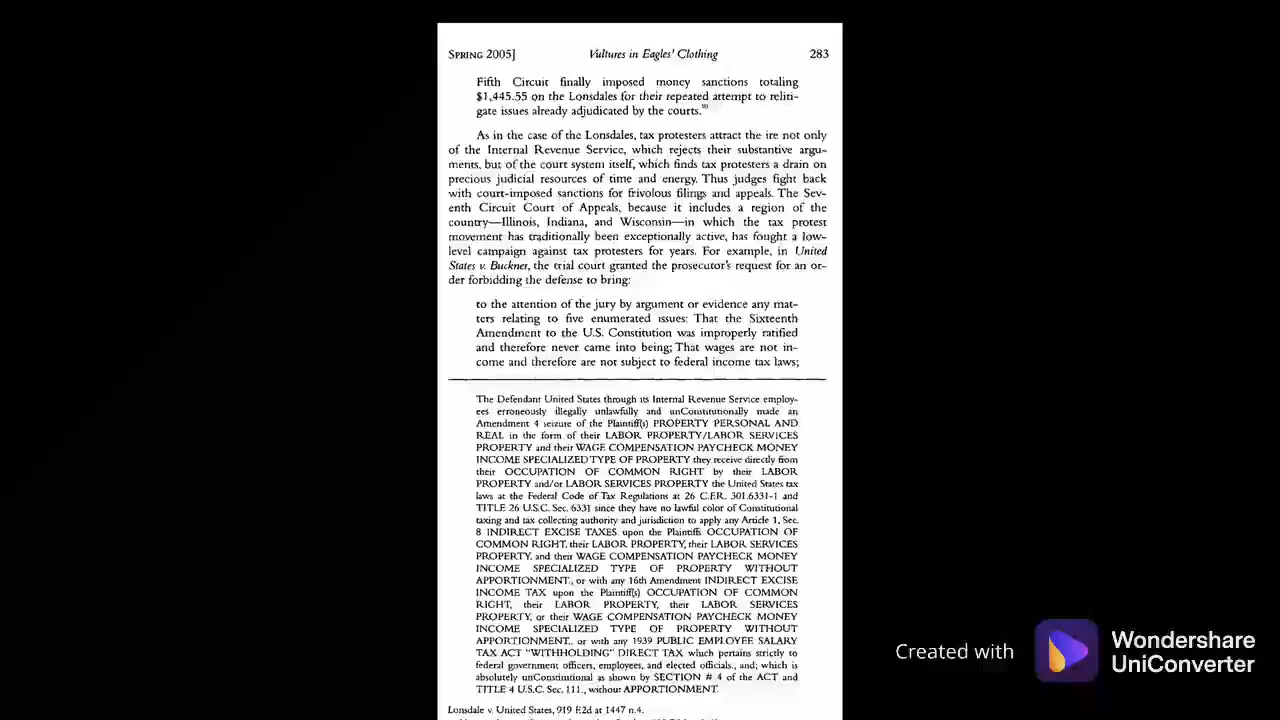 SPRING 2005] Vultures in Eagles' Clothing 283
Fifth Circuit finally imposed money sanctions totaling
$1,445.55 on the Lonsdales for their repeated attempt to reliti-
gate issues already adjudicated by the courts.
As in the case of the Lonsdales, tax protesters attract the ire not only
of the Internal Revenue Service, which rejects their substantive argu-
ments, but of the court system itself, which finds tax protesters a drain on
precious judicial resources of time and energy. Thus judges fight back
with court-imposed sanctions for frivolous filings and appeals. The Sev-
enth Circuit Court of Appeals, because it includes a region of the
country—Illinois, Indiana, and Wisconsin—in which the tax protest
movement has traditionally been exceptionally active, has fought a low-
level campaign against tax protesters for years. For example, in United
States v. Buckner, the trial court granted the prosecutor's request for an or-
der forbidding the defense to bring:
to the attention of the jury by argument or evidence any mat-
ters relating to five enumerated issues: That the Sixteenth
Amendment to the U.S. Constitution was improperly ratified
and therefore never came into being; That wages are not in-
come and therefore are not subject to federal income tax laws;
The Defendant United States through its Internal Revenue Service employ-
ees erroneously illegally unlawfully and unConstitutionally made an
Amendment 4 seizure of the Plaintiff(s) PROPERTY PERSONAL AND
REAL in the form of their LABOR PROPERTY/LABOR SERVICES
PROPERTY and their WAGE COMPENSATION PAYCHECK MONEY
INCOME SPECIALIZED TYPE OF PROPERTY they receive directly from
their OCCUPATION OF COMMON RIGHT by their LABOR
PROPERTY and/or LABOR SERVICES PROPERTY the United States tax
laws at the Federal Code of Tax Regulations at 26 C.F.R. 301.6331-1 and
TITLE 26 U.S.C. Sec. 6331 since they have no lawful color of Constitutional
taxing and tax collecting authority and jurisdiction to apply any Article 1, Sec.
8 INDIRECT EXCISE TAXES upon the Plaintiffs OCCUPATION OF
COMMON RIGHT, their LABOR PROPERTY, their LABOR SERVICES
PROPERTY, and their WAGE COMPENSATION PAYCHECK MONEY
INCOME SPECIALIZED TYPE OF PROPERTY WITHOUT
APPORTIONMENT., or with any 16th Amendment INDIRECT EXCISE
INCOME TAX upon the Plaintiff(s) OCCUPATION OF COMMON
RIGHT, their LABOR PROPERTY, their LABOR SERVICES
PROPERTY, or their WAGE COMPENSATION PAYCHECK MONEY
INCOME SPECIALIZED TYPE OF PROPERTY WITHOUT
APPORTIONMENT., or with any 1939 PUBLIC EMPLOYEE SALARY
TAX ACT "WITHHOLDING" DIRECT TAX which pertains strictly to
federal government officers, employees, and elected officials., and; which is
absolutely unConstitutional as shown by SECTION # 4 of the ACT and
TITLE 4 U.S.C. Sec. 111., without APPORTIONMENT.
Lonsdale v. United States, 919 F.2d at 1447 n.4.
Created with Wondershare
UniConverter